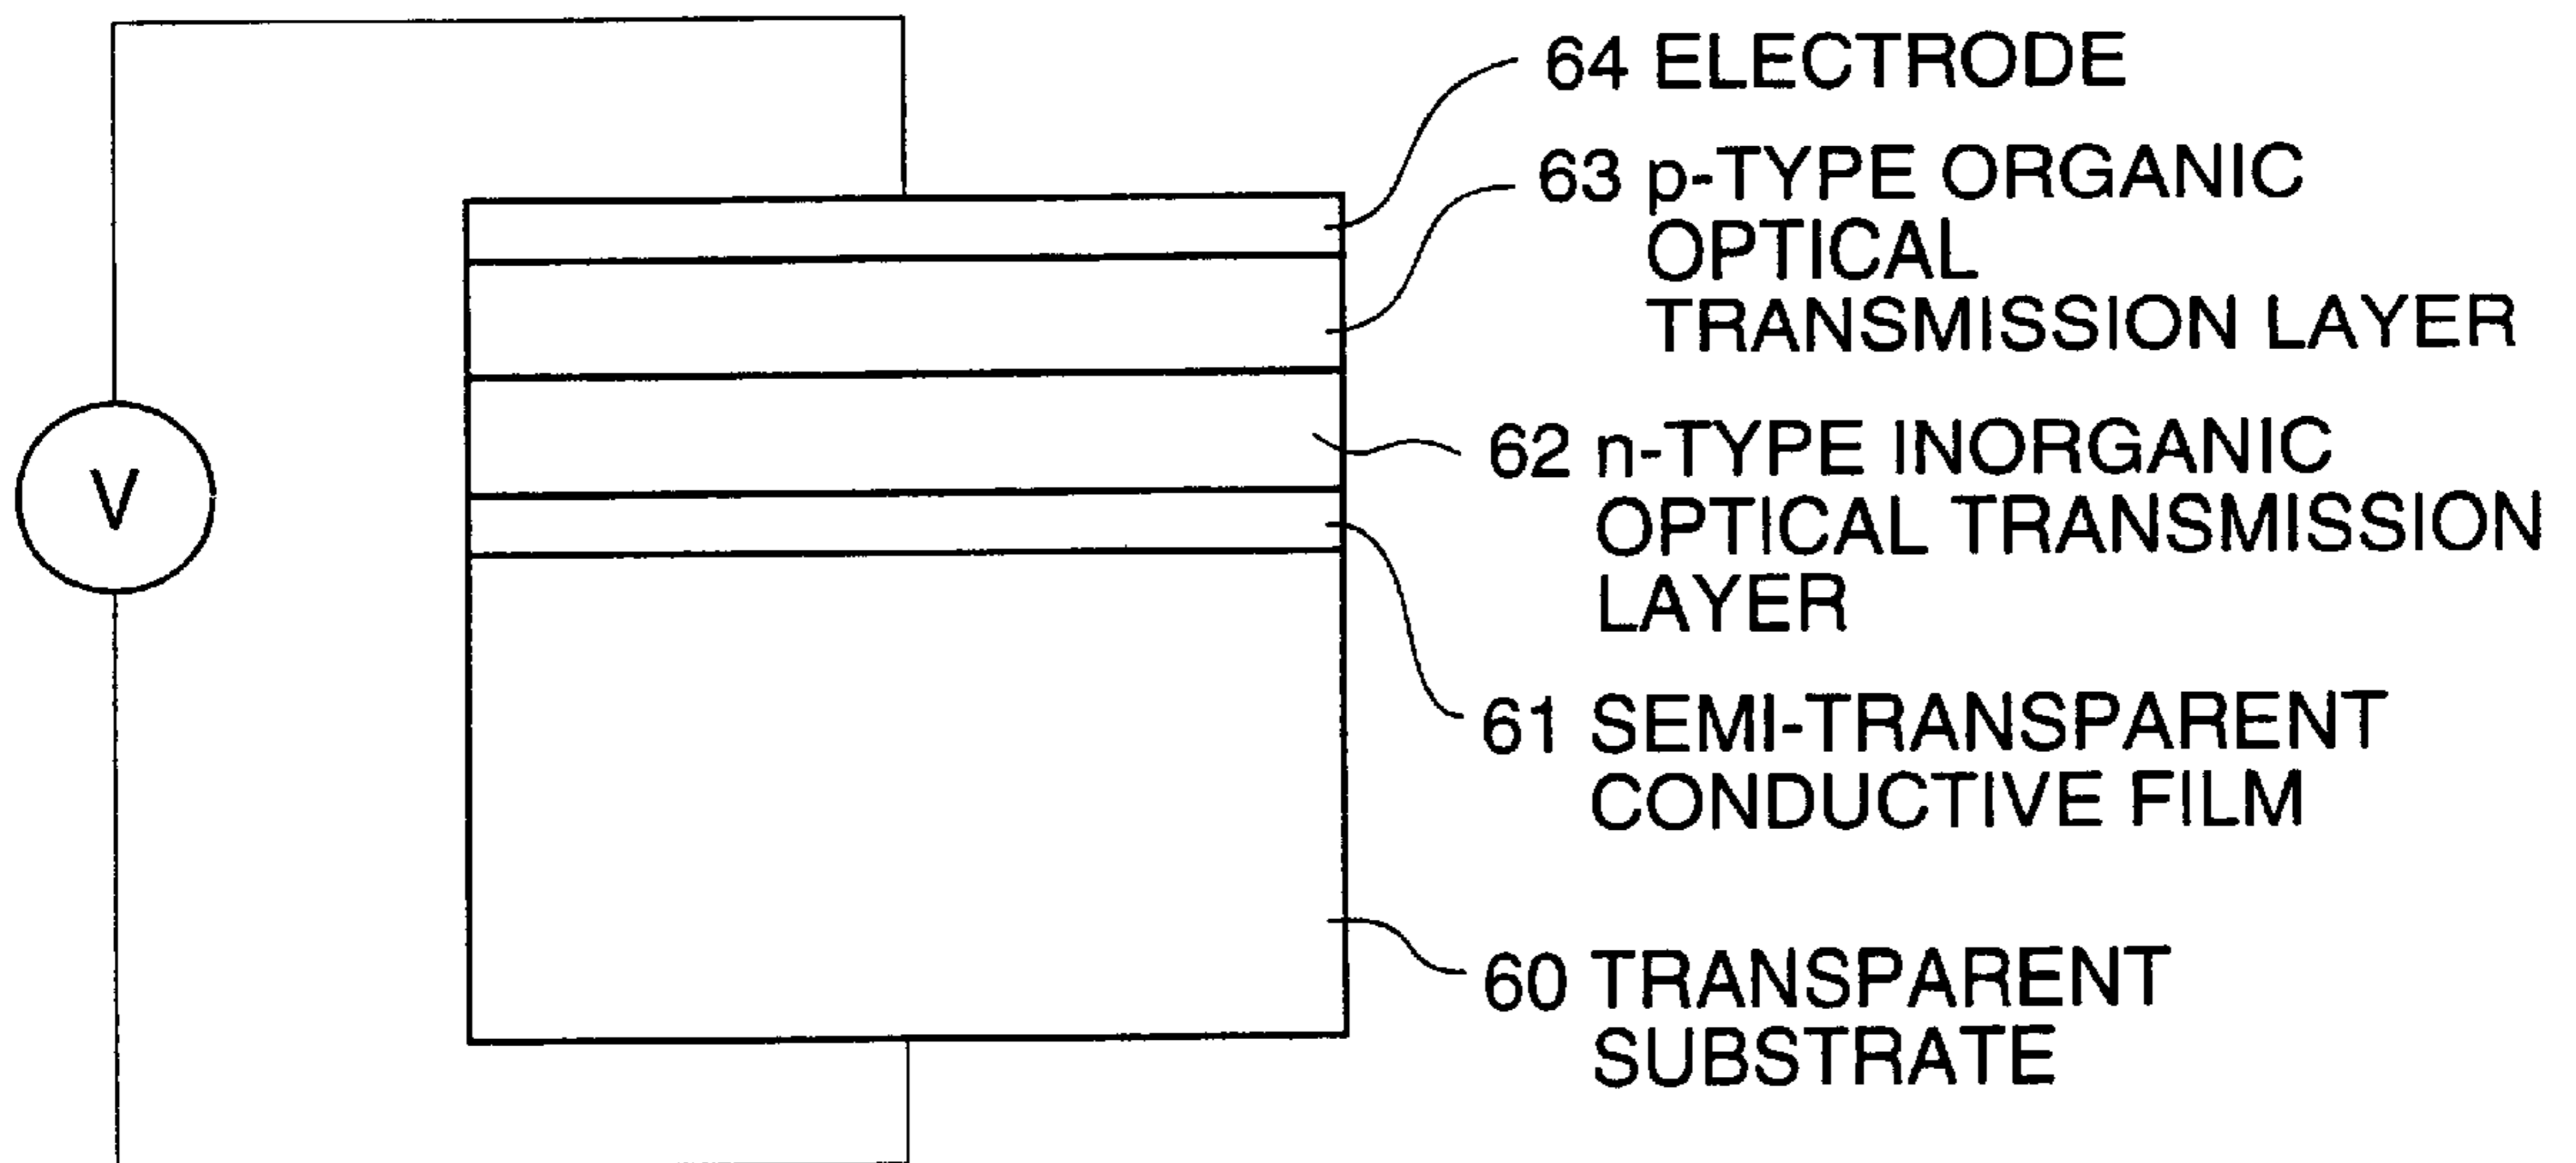 64 ELECTRODE
63 p-TYPE ORGANIC
OPTICAL
TRANSMISSION LAYER
V
62 n-TYPE INORGANIC
OPTICAL TRANSMISSION
LAYER
61 SEMI-TRANSPARENT
CONDUCTIVE FILM
60 TRANSPARENT
SUBSTRATE